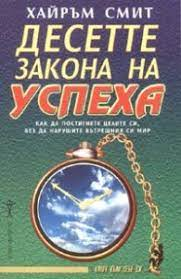 ХАЙРЪМ СМИТ
ДЕСЕТТЕ
ЗАКОНА НА
УСПЕХА
КАК ДА ПОСТИГНЕТЕ ЦЕЛИТЕ СИ,
БЕЗ ДА НАРУШИТЕ ВЪТРЕШНИЯ СИ МИР